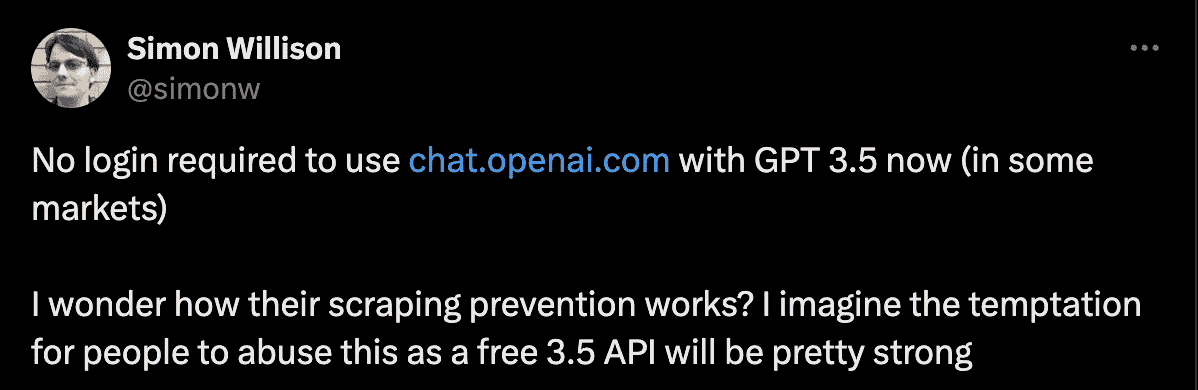 Simon Willison
@simonw
No login required to use chat.openai.com with GPT 3.5 now (in some
markets)
I wonder how their scraping prevention works? I imagine the temptation
for people to abuse this as a free 3.5 API will be pretty strong